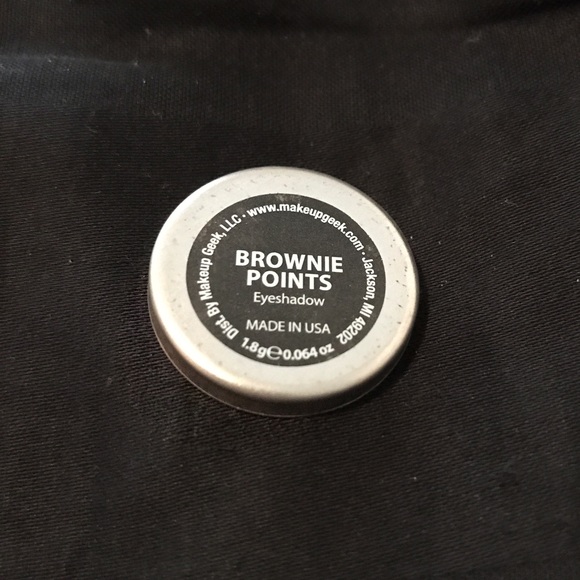 Dist. By Makeup Geek, LLC · www.makeupgeek.com · Jackson, MI 49202
BROWNIE
POINTS
Eyeshadow
MADE IN USA
1.8g℮0.064 oz